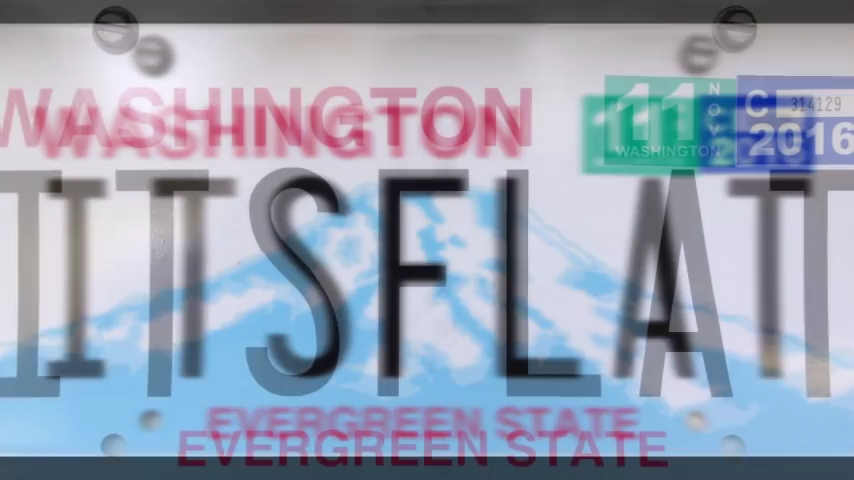 WASHINGTON
11 NOV C 314129
WASHINGTON 2016
ITSFLAT
EVERGREEN STATE